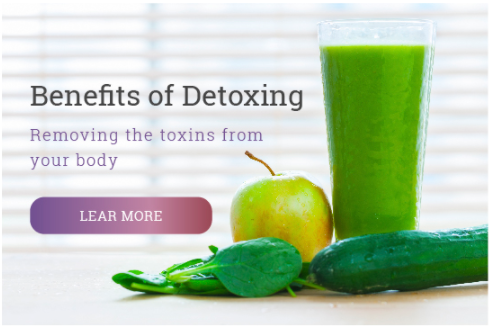 Benefits of Detoxing
Removing the toxins from
your body
LEAR MORE